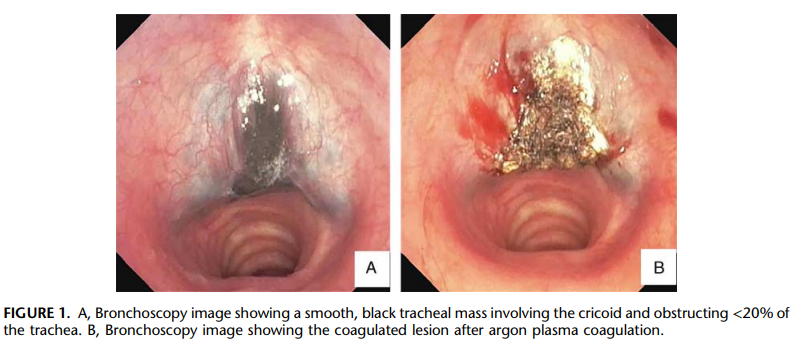 A
B
FIGURE 1. A, Bronchoscopy image showing a smooth, black tracheal mass involving the cricoid and obstructing <20% of
the trachea. B, Bronchoscopy image showing the coagulated lesion after argon plasma coagulation.